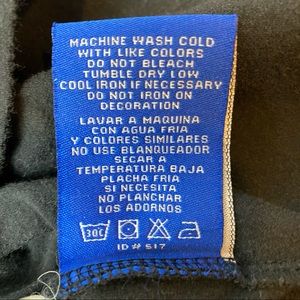 MACHINE WASH COLD
WITH LIKE COLORS
DO NOT BLEACH
TUMBLE DRY LOW
COOL IRON IF NECESSARY
DO NOT IRON ON
DECORATION
LAVAR A MAQUINA
CON AGUA FRIA
Y COLORES SIMILARES
NO USE BLANQUEADOR
SECAR A
TEMPERATURA BAJA
PLACHA FRIA
SI NECESITA
NO PLANCHAR
LOS ADORNOS
30C
ID# 517